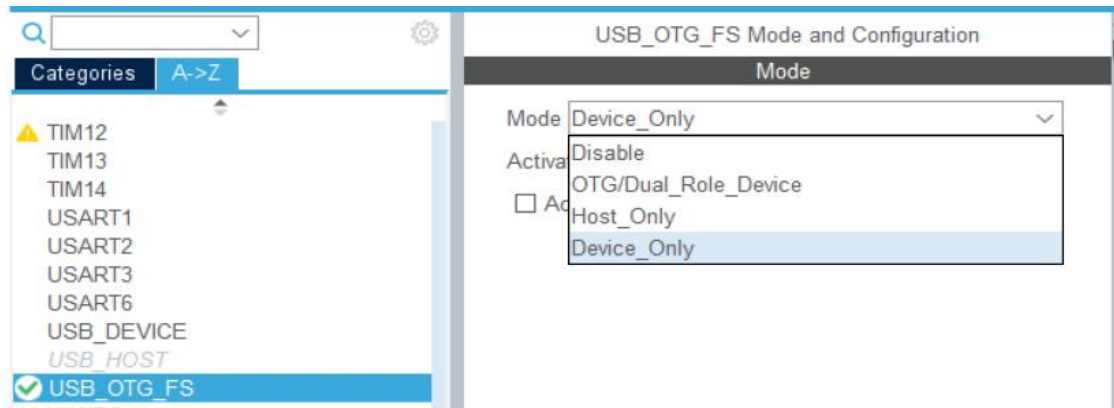 Categories
A->Z
TIM12
TIM13
TIM14
USART1
USART2
USART3
USART6
USB_DEVICE
USB_HOST
USB_OTG_FS
USB_OTG_FS Mode and Configuration
Mode
Mode Device_Only
Activat
Disable
OTG/Dual_Role_Device
Host_Only
Device_Only